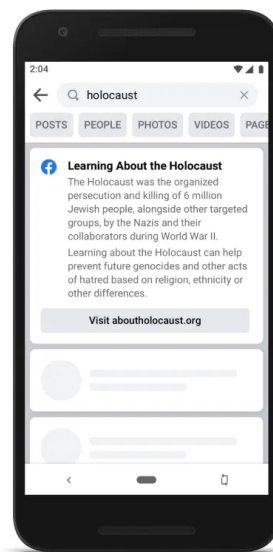 2:04
holocaust
POSTS PEOPLE PHOTOS VIDEOS PAGE
Learning About the Holocaust
The Holocaust was the organized
persecution and killing of 6 million
Jewish people, alongside other targeted
groups, by the Nazis and their
collaborators during World War II.
Learning about the Holocaust can help
prevent future genocides and other acts
of hatred based on religion, ethnicity or
other differences.
Visit aboutholocaust.org